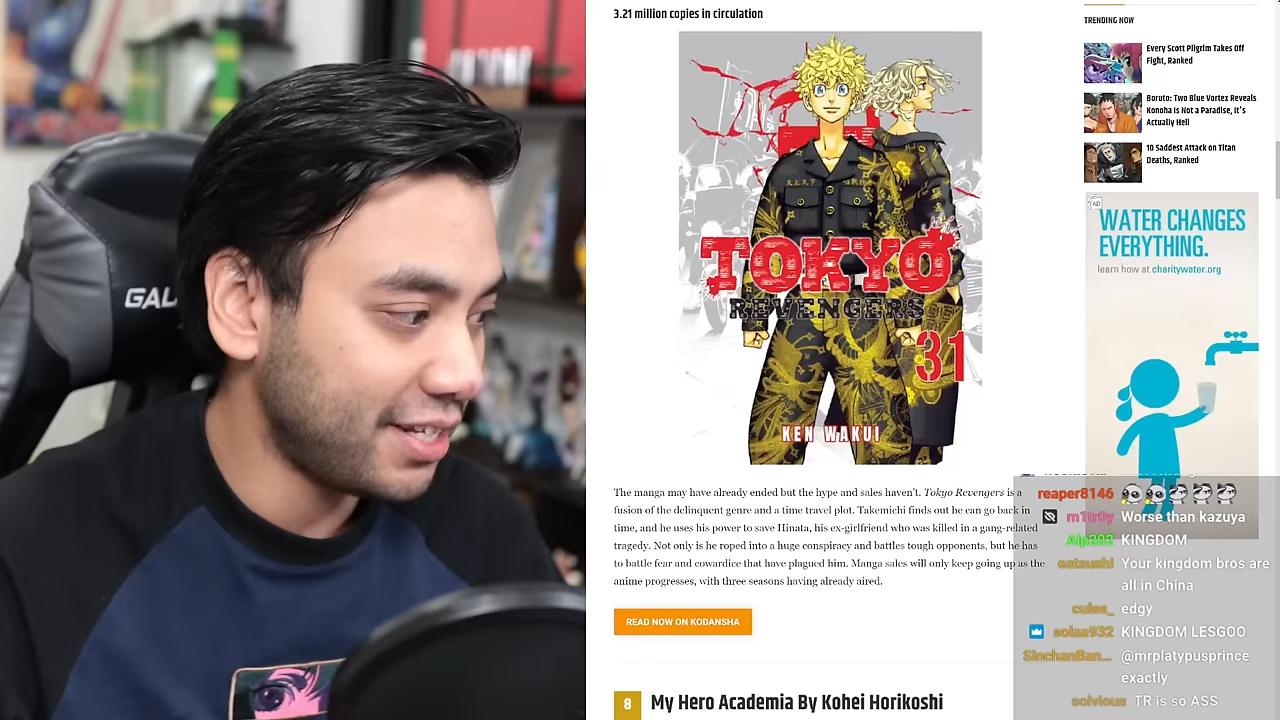 GAL
3.21 million copies in circulation
TOKYO
REVENGERS
31
KEN WAKUI
The manga may have already ended but the hype and sales haven't. Tokyo Revengers is a
fusion of the delinquent genre and a time travel plot. Takemichi finds out he can go back in
time, and he uses his power to save Hinata, his ex-girlfriend who was killed in a gang-related
tragedy. Not only is he roped into a huge conspiracy and battles tough opponents, but he has
to battle fear and cowardice that have plagued him. Manga sales will only keep going up as the
anime progresses, with three seasons having already aired.
READ NOW ON KODANSHA
8 My Hero Academia By Kohei Horikoshi
TRENDING NOW
Every Scott Pilgrim Takes Off
Fight, Ranked
Boruto: Two Blue Vortex Reveals
Konoha Is Not a Paradise, It's
Actually Hell
10 Saddest Attack on Titan
Deaths, Ranked
AD
WATER CHANGES
EVERYTHING.
learn how at charitywater.org
reaper8146
m1tr0y Worse than kazuya
Alp202 KINGDOM
eatsushi Your kingdom bros are
all in China
culee_ edgy
solaa932 KINGDOM LESGOO
SinchanBan... @mrplatypusprince
exactly
solvious TR is so ASS